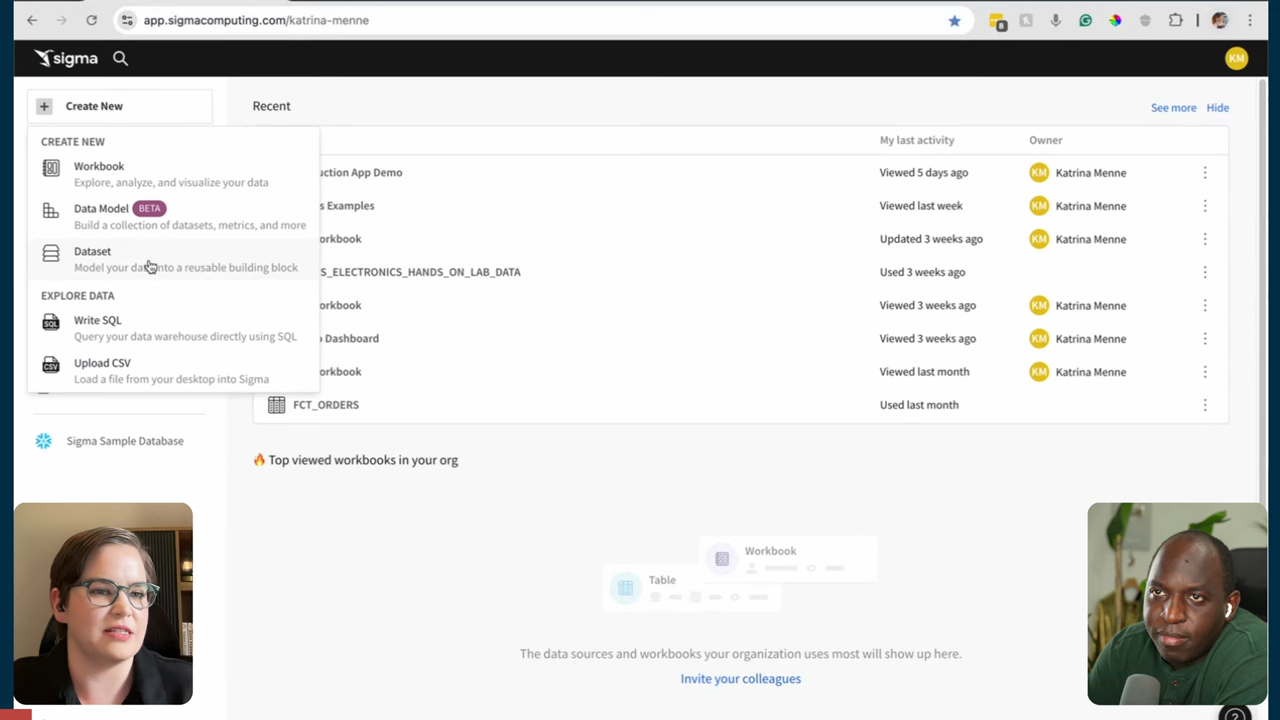 app.sigmacomputing.com/katrina-menne
8
sigma
KM
Create New
CREATE NEW
Workbook
Explore, analyze, and visualize your data
Data Model BETA
Build a collection of datasets, metrics, and more
Dataset
Model your data into a reusable building block
EXPLORE DATA
SQL
Write SQL
Query your data warehouse directly using SQL
CSV
Upload CSV
Load a file from your desktop into Sigma
Sigma Sample Database
Recent
See more Hide
My last activity Owner
uction App Demo Viewed 5 days ago KM Katrina Menne
s Examples Viewed last week KM Katrina Menne
orkbook Updated 3 weeks ago KM Katrina Menne
S_ELECTRONICS_HANDS_ON_LAB_DATA Used 3 weeks ago
orkbook Viewed 3 weeks ago KM Katrina Menne
Dashboard Viewed 3 weeks ago KM Katrina Menne
orkbook Viewed last month KM Katrina Menne
FCT_ORDERS Used last month
🔥 Top viewed workbooks in your org
Workbook
Table
The data sources and workbooks your organization uses most will show up here.
Invite your colleagues
?